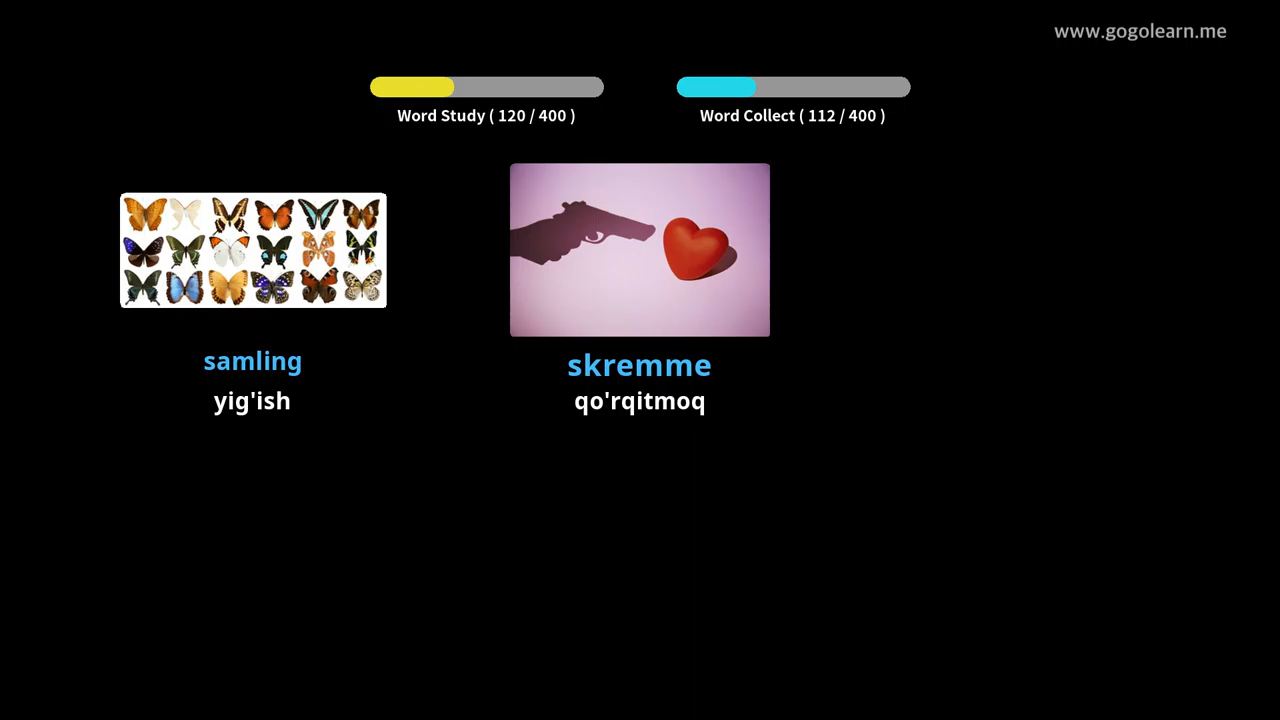 www.gogolearn.me
Word Study ( 120 / 400 )
Word Collect ( 112 / 400 )
samling
yig'ish
skremme
qo'rqitmoq